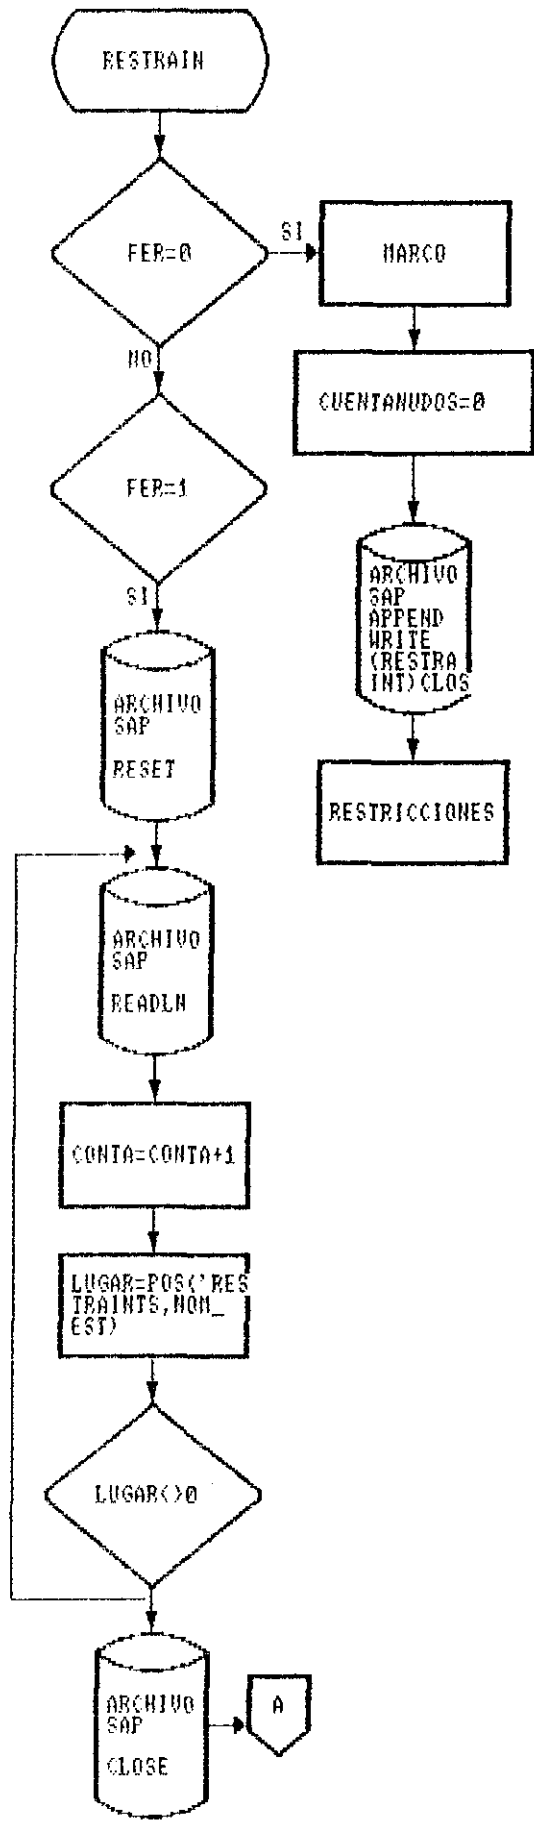 RESTRAIN
FER=0
SI
MARCO
NO
CUENTANUDOS=0
FER=1
SI
ARCHIVO
SAP
APPEND
WRITE
(RESTRA
INT)CLOS
RESTRICCIONES
ARCHIVO
SAP
RESET
ARCHIVO
SAP
READLN
CONTA=CONTA+1
LUGAR=POS('RES
TRAINTS,NOM_
EST)
LUGAR<>0
ARCHIVO
SAP
CLOSE
A